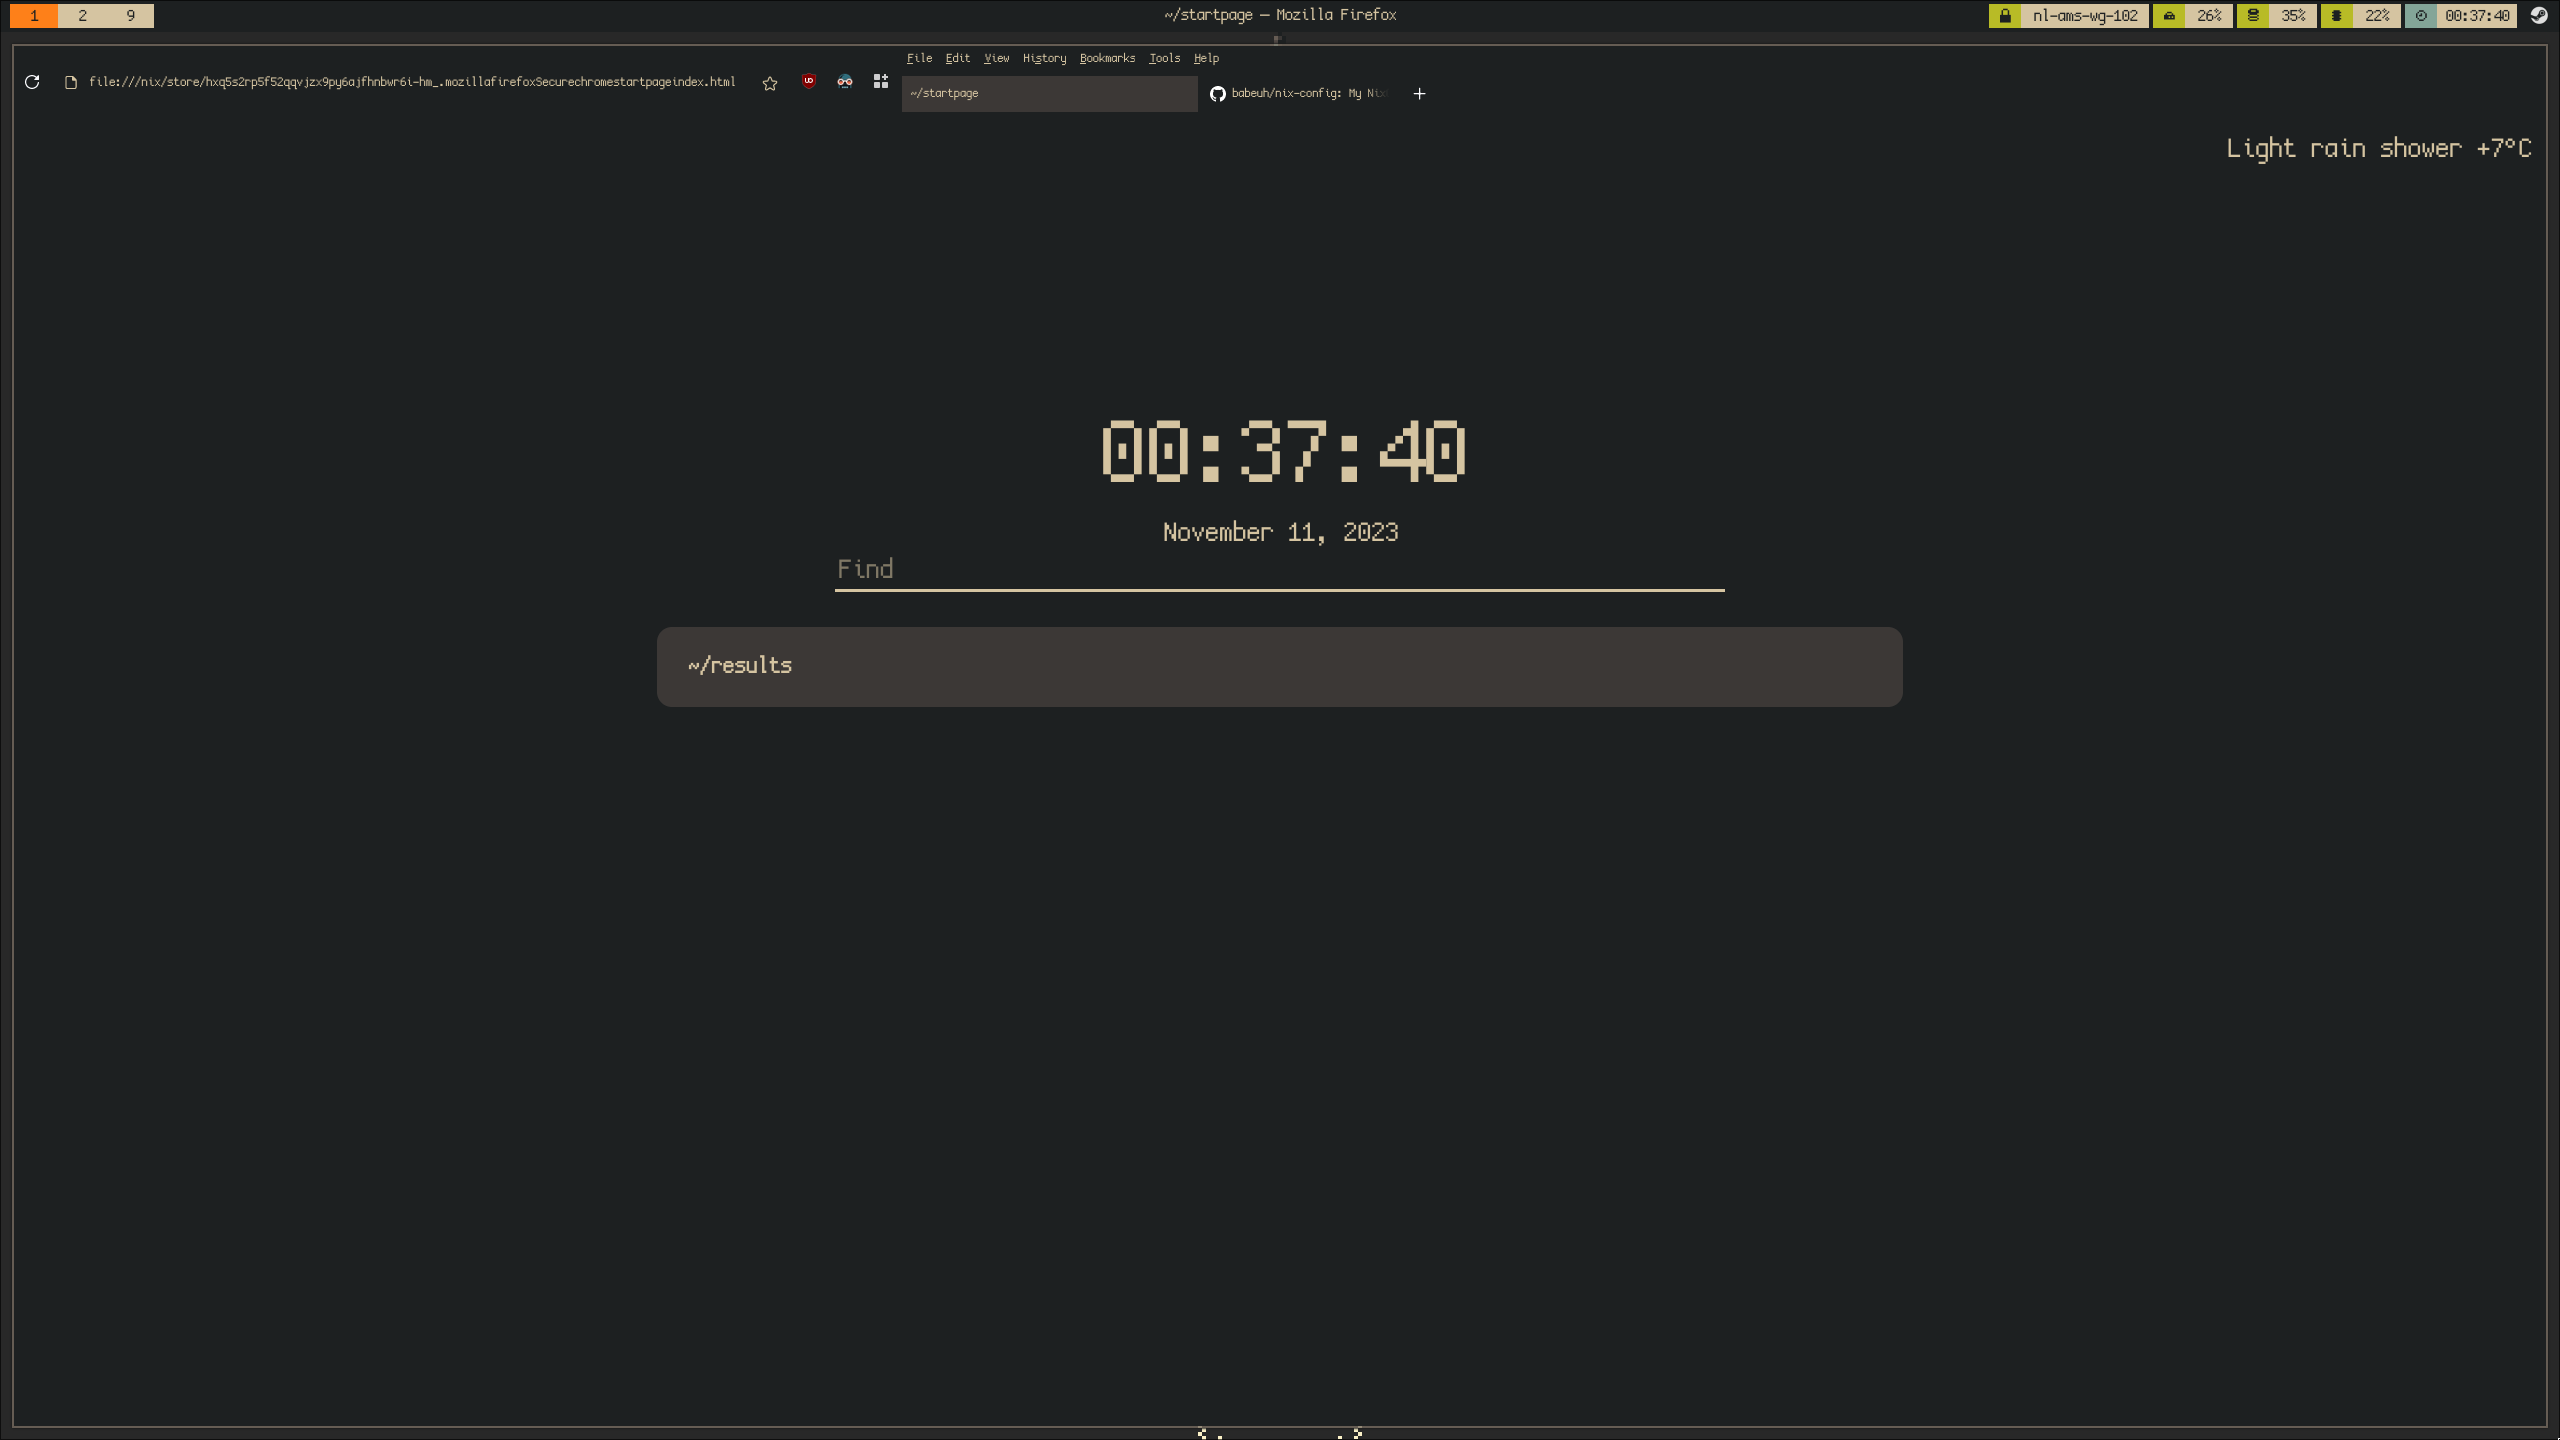 1 2 9 ~/startpage — Mozilla Firefox nl-ams-wg-102 26% 35% 22% 00:37:40
File Edit View History Bookmarks Tools Help
file:///nix/store/hxq5s2rp5f52qqvjzx9py6ajfhnbwr6i-hm_.mozillafirefoxSecurechromestartpageindex.html
~/startpage babeuh/nix-config: My Nix
Light rain shower +7°C
00:37:40
November 11, 2023
Find
~/results